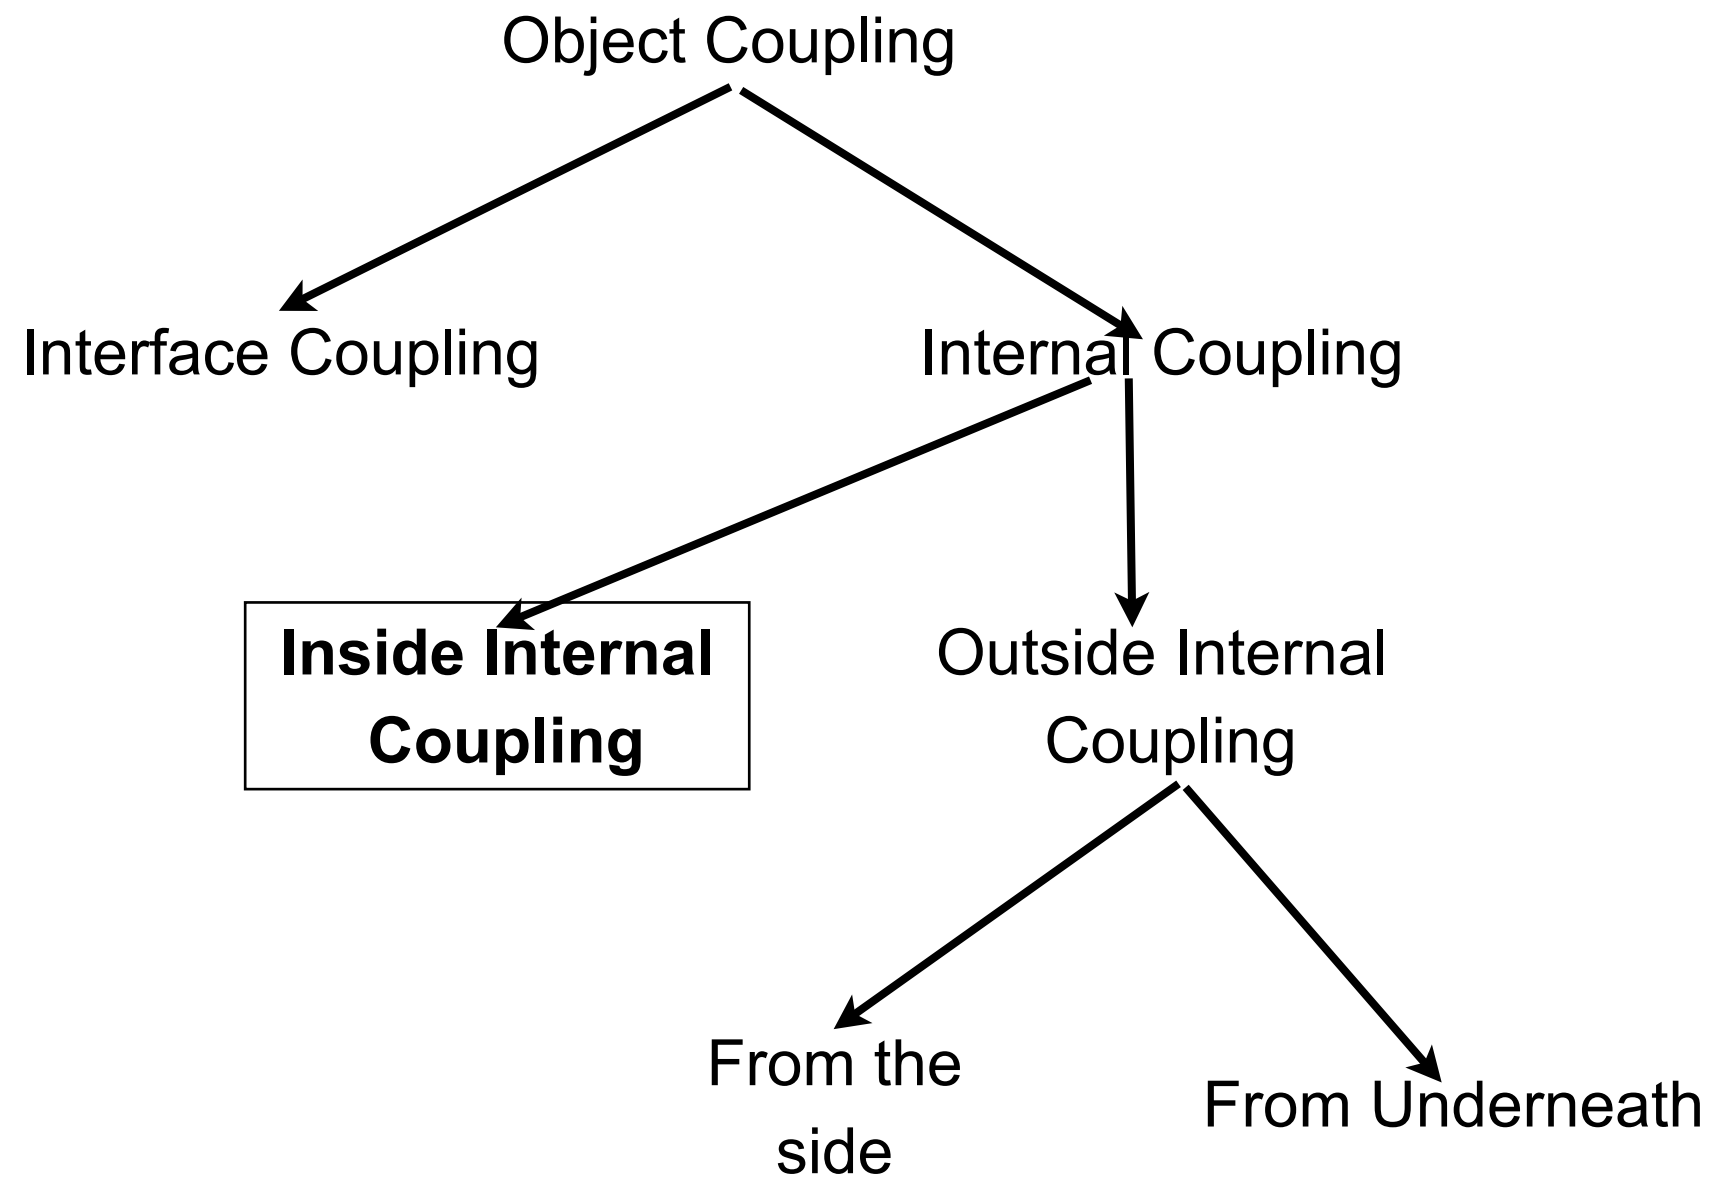 Object Coupling
Interface Coupling
Internal Coupling
Inside Internal
Coupling
Outside Internal
Coupling
From the
side
From Underneath